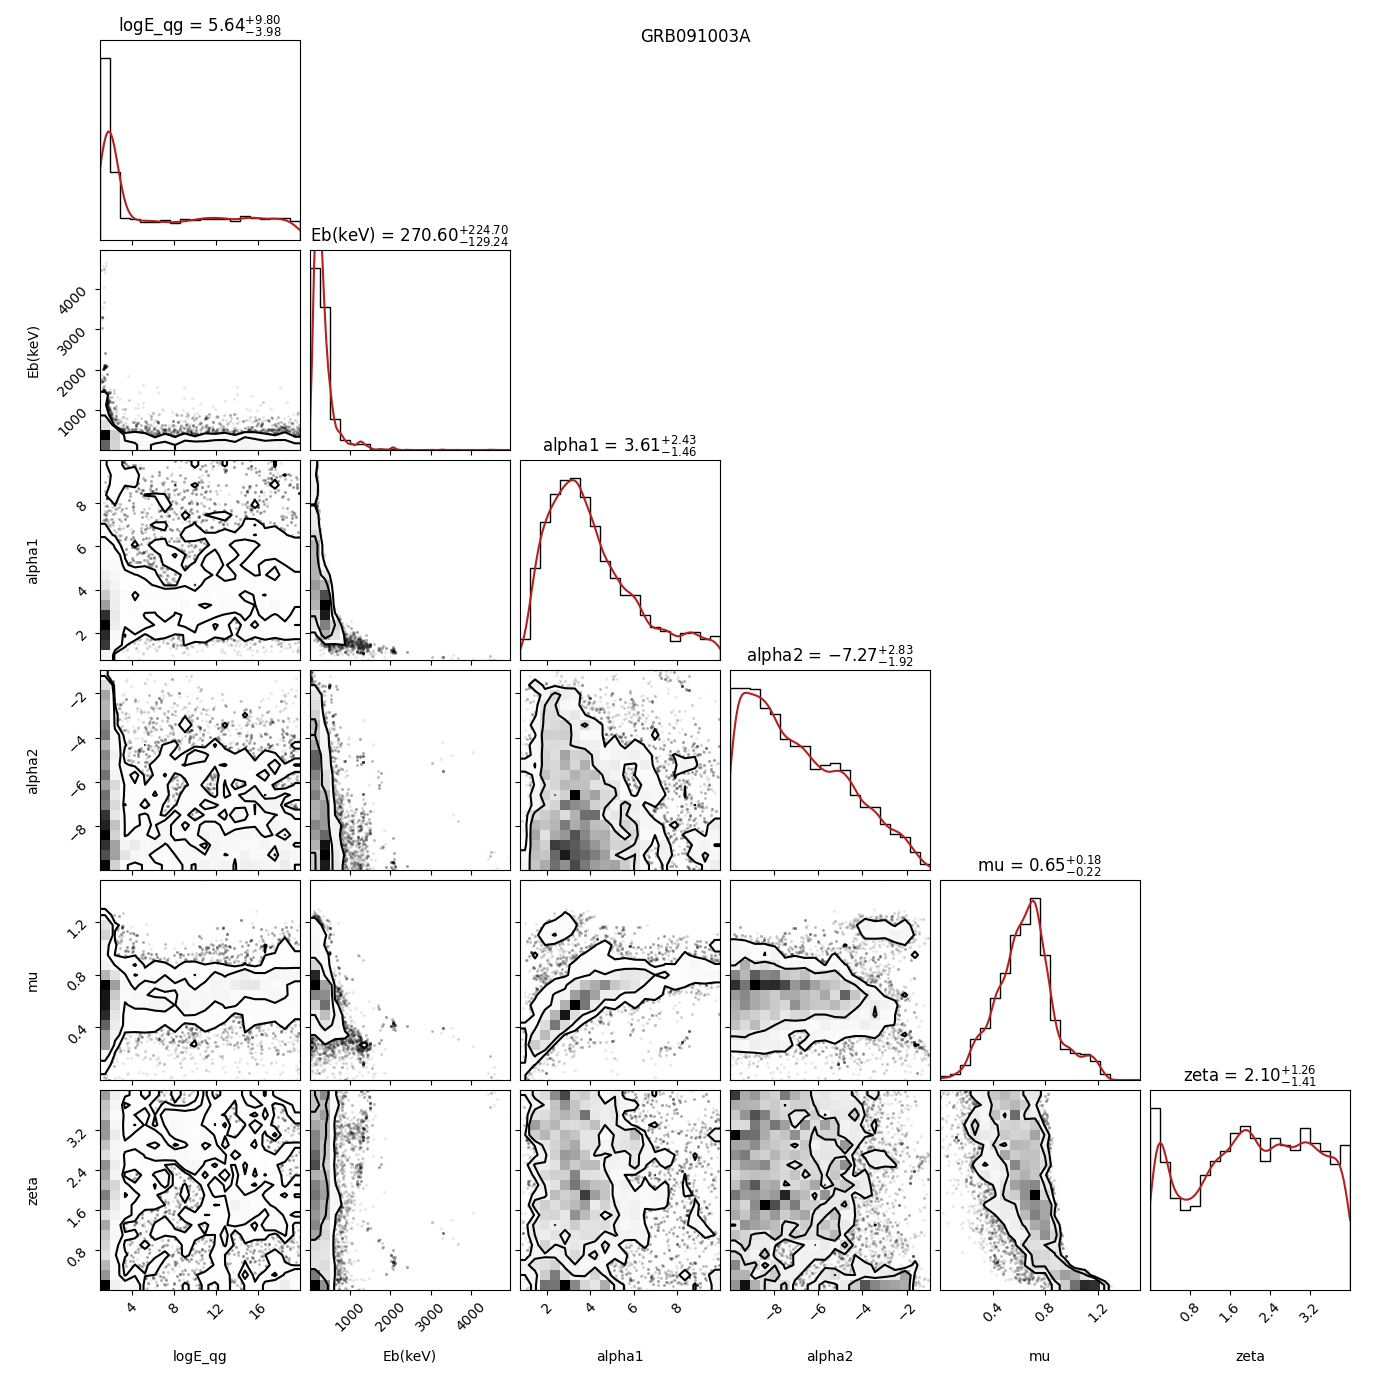 GRB091003A
logE_qg = 5.64^{+9.80}_{−3.98}
Eb(keV) = 270.60^{+224.70}_{−129.24}
Eb(keV)
4000
3000
2000
1000
alpha1 = 3.61^{+2.43}_{−1.46}
alpha1
8
6
4
2
alpha2 = −7.27^{+2.83}_{−1.92}
alpha2
−2
−4
−6
−8
mu = 0.65^{+0.18}_{−0.22}
mu
1.2
0.8
0.4
zeta = 2.10^{+1.26}_{−1.41}
zeta
3.2
2.4
1.6
0.8
4 8 12 16
1000 2000 3000 4000
2 4 6 8
−8 −6 −4 −2
0.4 0.8 1.2
0.8 1.6 2.4 3.2
logE_qg Eb(keV) alpha1 alpha2 mu zeta